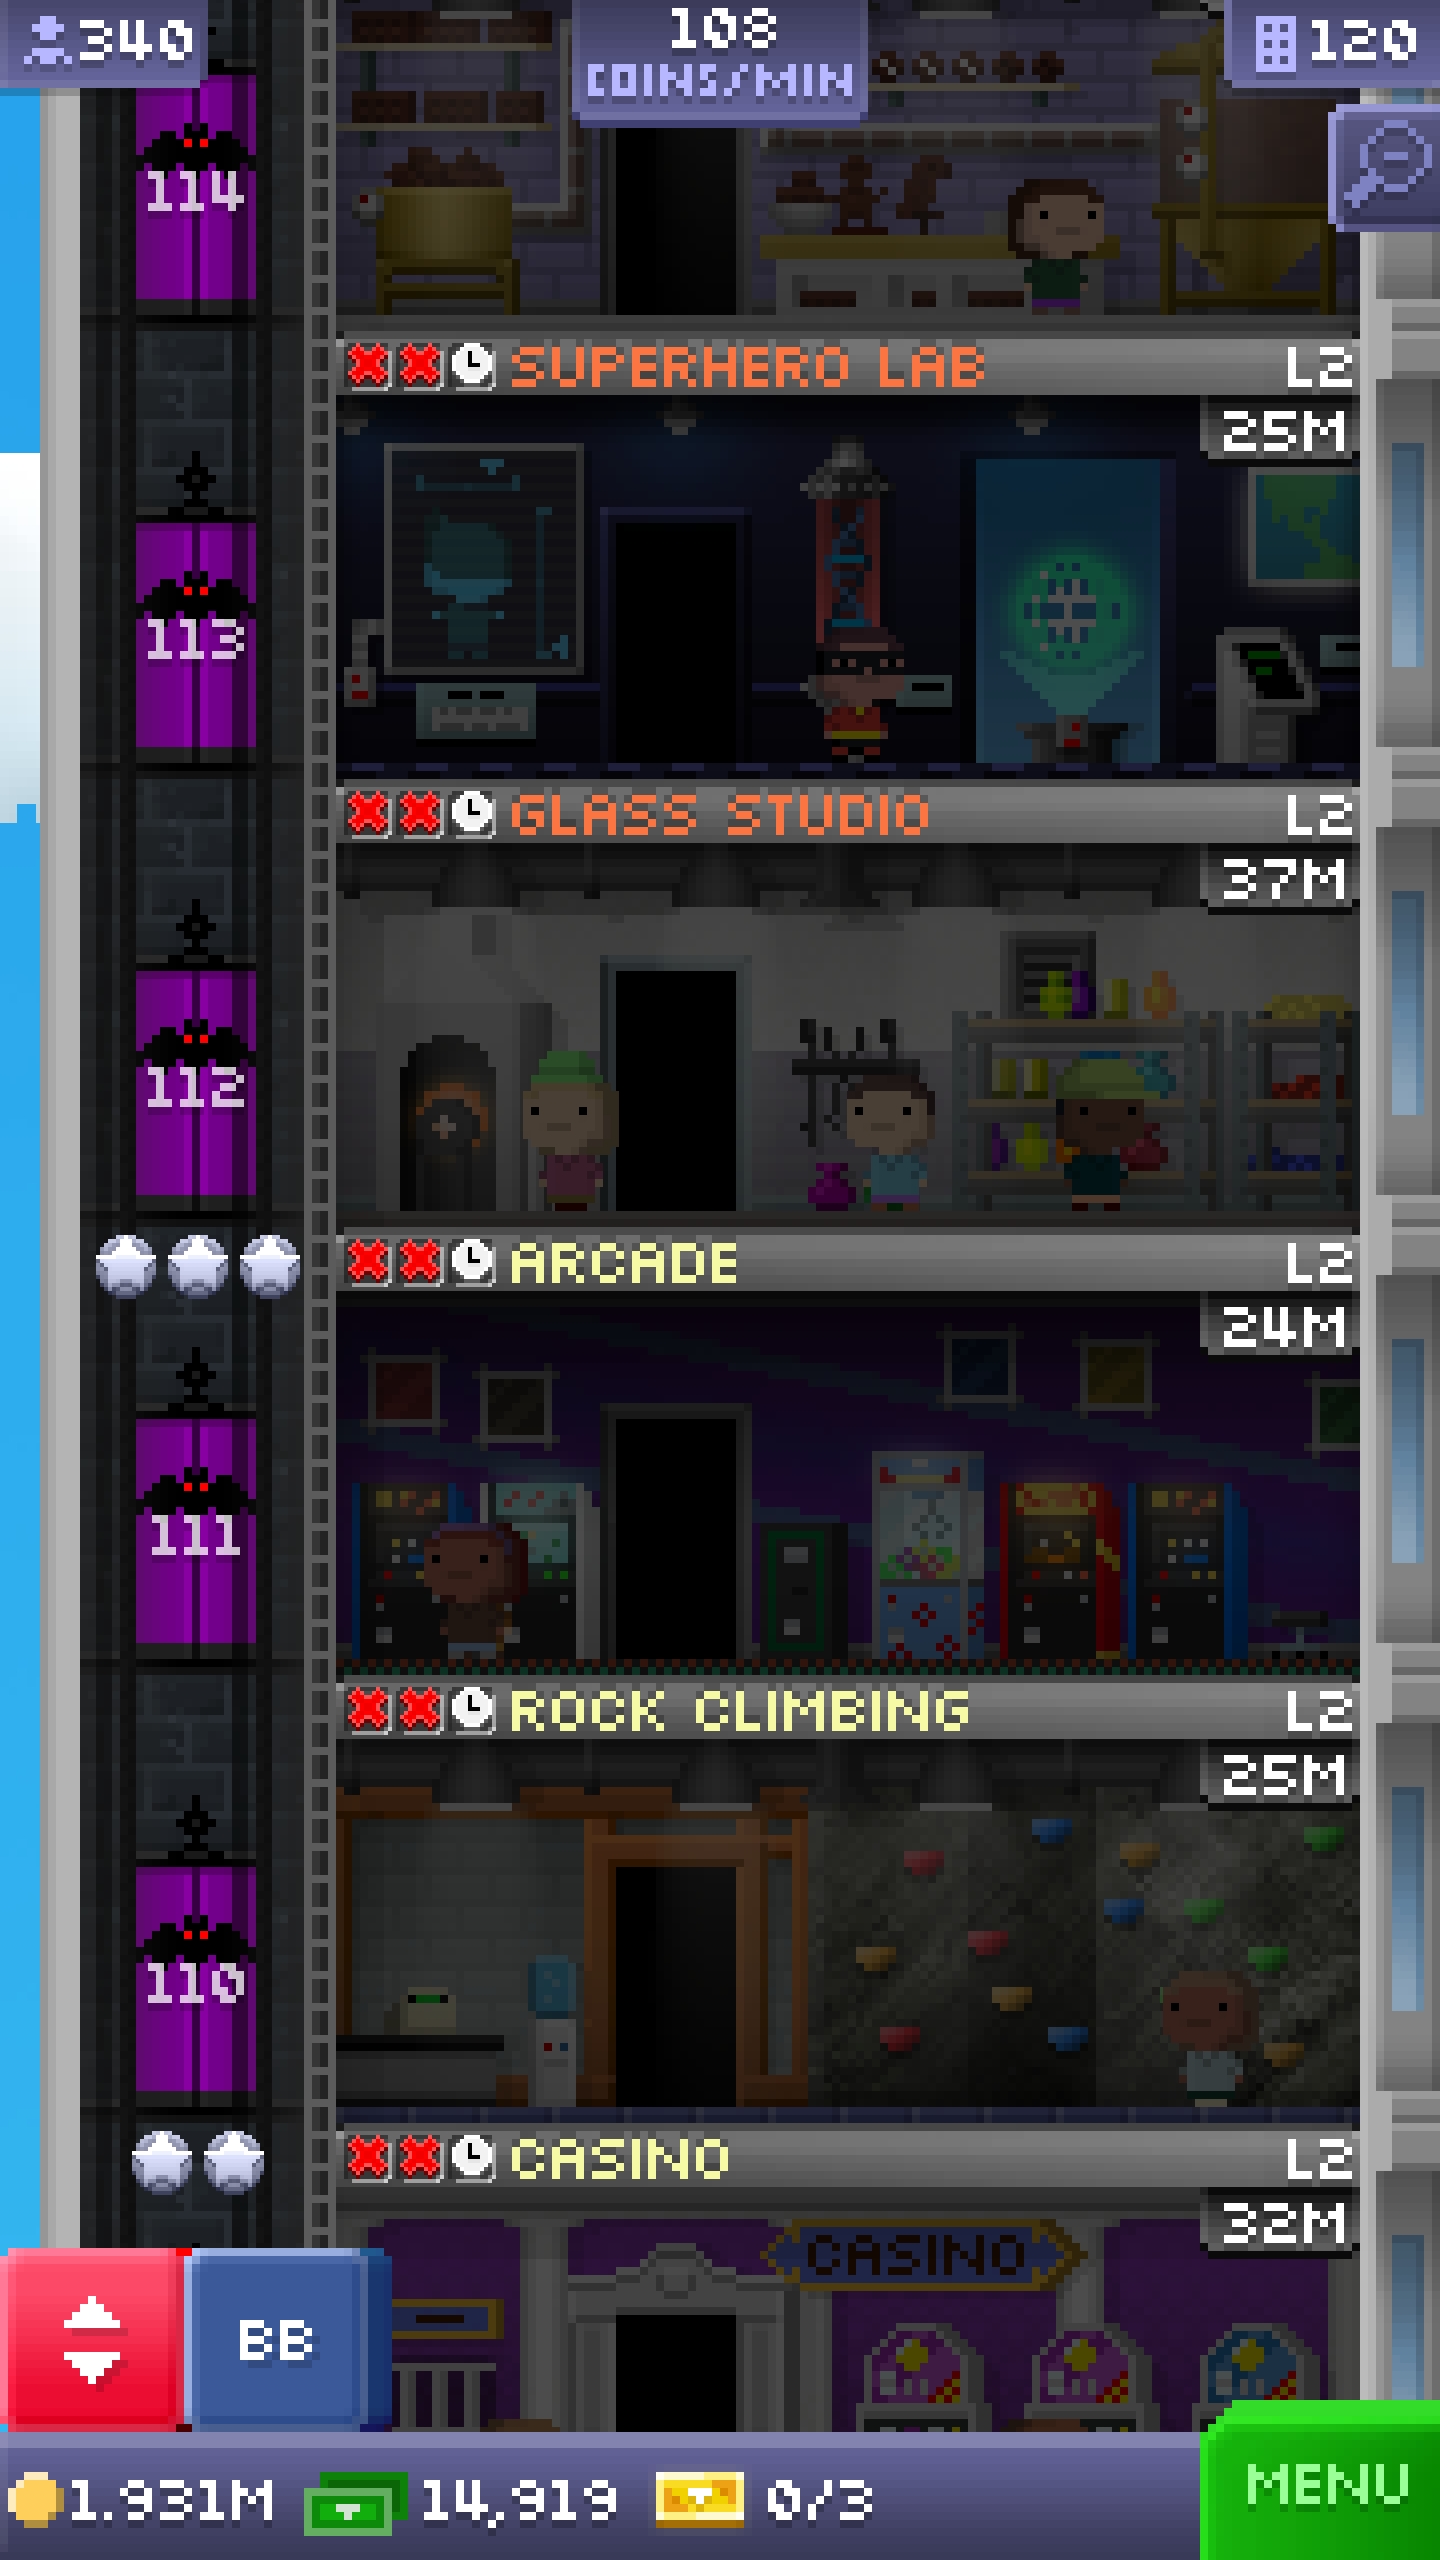 340
108
COINS/MIN
120
114
SUPERHERO LAB
L2
25M
113
GLASS STUDIO
L2
37M
112
ARCADE
L2
24M
111
ROCK CLIMBING
L2
25M
110
CASINO
L2
32M
CASINO
BB
1.931M
14,919
0/3
MENU